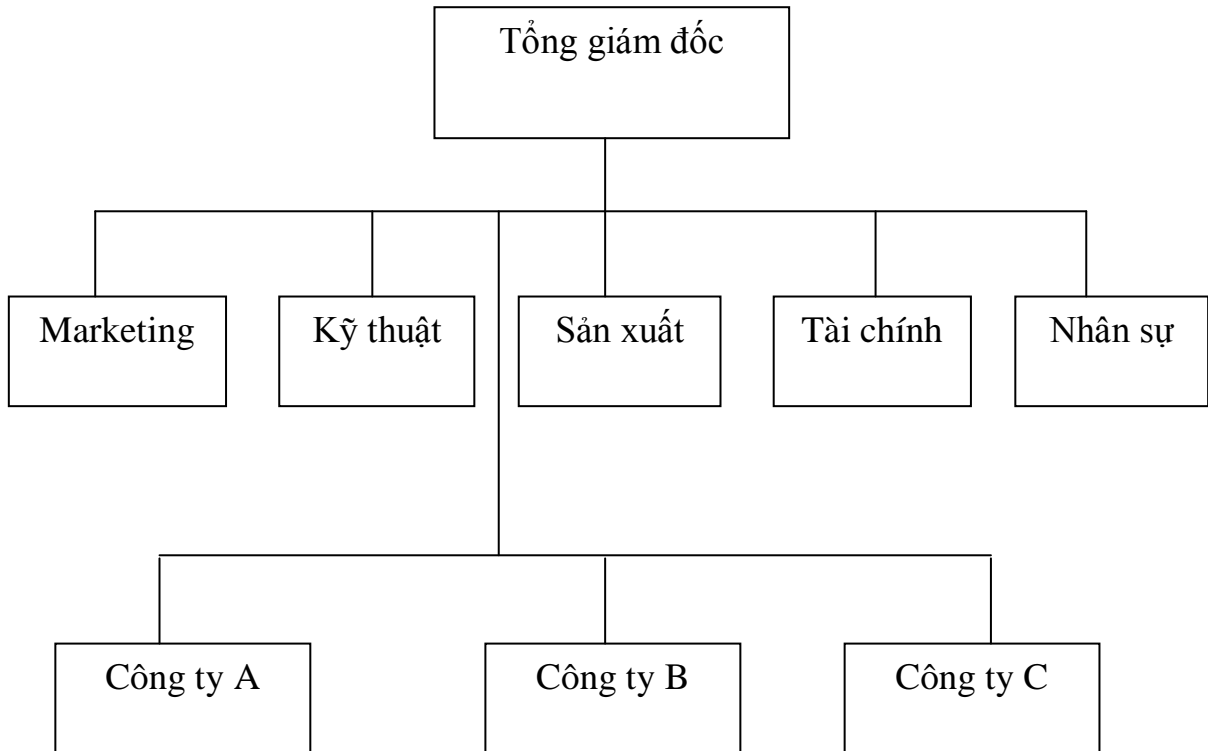 Tổng giám đốc
Marketing
Kỹ thuật
Sản xuất
Tài chính
Nhân sự
Công ty A
Công ty B
Công ty C